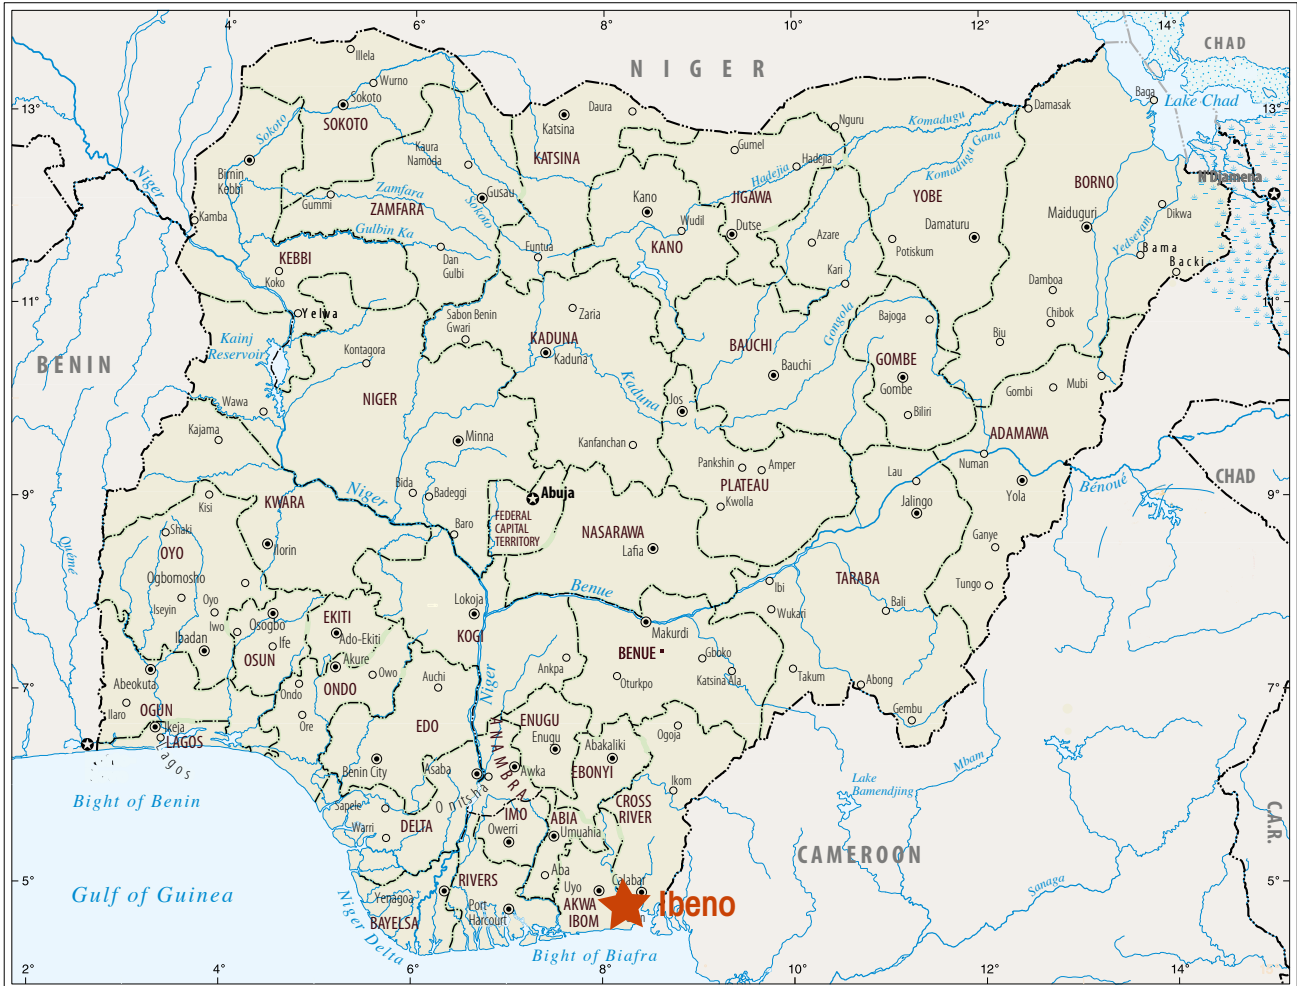 4°
6°
8°
10°
12°
14°
CHAD
NIGER
Illela
Wurno
Sokoto
SOKOTO
Sokoto
13°
Daura
Katsina
KATSINA
Nguru
Komadugu
Damasak
Baga
Lake Chad
13°
Gumel
Hadejia
Hadejia
Komadugu Gana
Kaura
Namoda
Birnin
Kebbi
Niger
Gummi
Zamfara
ZAMFARA
Gusau
Sokoto
Kano
Wudil
KANO
JIGAWA
Dutse
YOBE
Damaturu
BORNO
Maiduguri
N'Djamena
Dikwa
Yedseram
Bama
Backi
Kamba
Gulbin Ka
Dan
Gulbi
Funtua
Azare
Potiskum
KEBBI
Koko
Kari
Damboa
Chibok
11°
11°
Yelwa
Sabon Benin
Gwari
Zaria
KADUNA
Kaduna
Kaduna
BAUCHI
Bauchi
Gongola
Bajoga
GOMBE
Gombe
Biliri
Biu
Gombi
Mubi
BENIN
Kainj
Reservoir
Kontagora
NIGER
Jos
Wawa
Kajama
Minna
Kanfanchan
ADAMAWA
Numan
Pankshin
Amper
PLATEAU
Kwolla
Lau
Jalingo
Yola
Bénoué
CHAD
9°
9°
Kisi
KWARA
Niger
Bida
Badeggi
Baro
Abuja
FEDERAL
CAPITAL
TERRITORY
NASARAWA
Lafia
Shaki
OYO
Ilorin
Ouémé
Ogbomosho
Iseyin
Oyo
Iwo
Ibadan
Osogbo
OSUN
Ife
EKITI
Ado-Ekiti
Akure
ONDO
Ondo
Owo
Ore
Lokoja
KOGI
Benue
Makurdi
BENUE
Ibi
Wukari
TARABA
Bali
Ganye
Tungo
Gboko
Katsina Ala
Takum
Abong
Gembu
Ankpa
Oturkpo
Auchi
7°
7°
Abeokuta
Ilaro
OGUN
Ikeja
LAGOS
Lagos
EDO
Niger
ANAMBRA
ENUGU
Enugu
Abakaliki
EBONYI
Ogoja
Ikom
CROSS
RIVER
Benin City
Asaba
Onitsha
Awka
Bight of Benin
Sapele
Warri
DELTA
IMO
Owerri
ABIA
Umuahia
Aba
Lake
Bamendjing
Mbam
CAMEROON
Sanaga
C.A.R.
Gulf of Guinea
5°
5°
Yenagoa
BAYELSA
Niger Delta
RIVERS
Port-
Harcourt
Uyo
AKWA
IBOM
Calabar
Ibeno
Bight of Biafra
2°
4°
6°
8°
10°
12°
14°